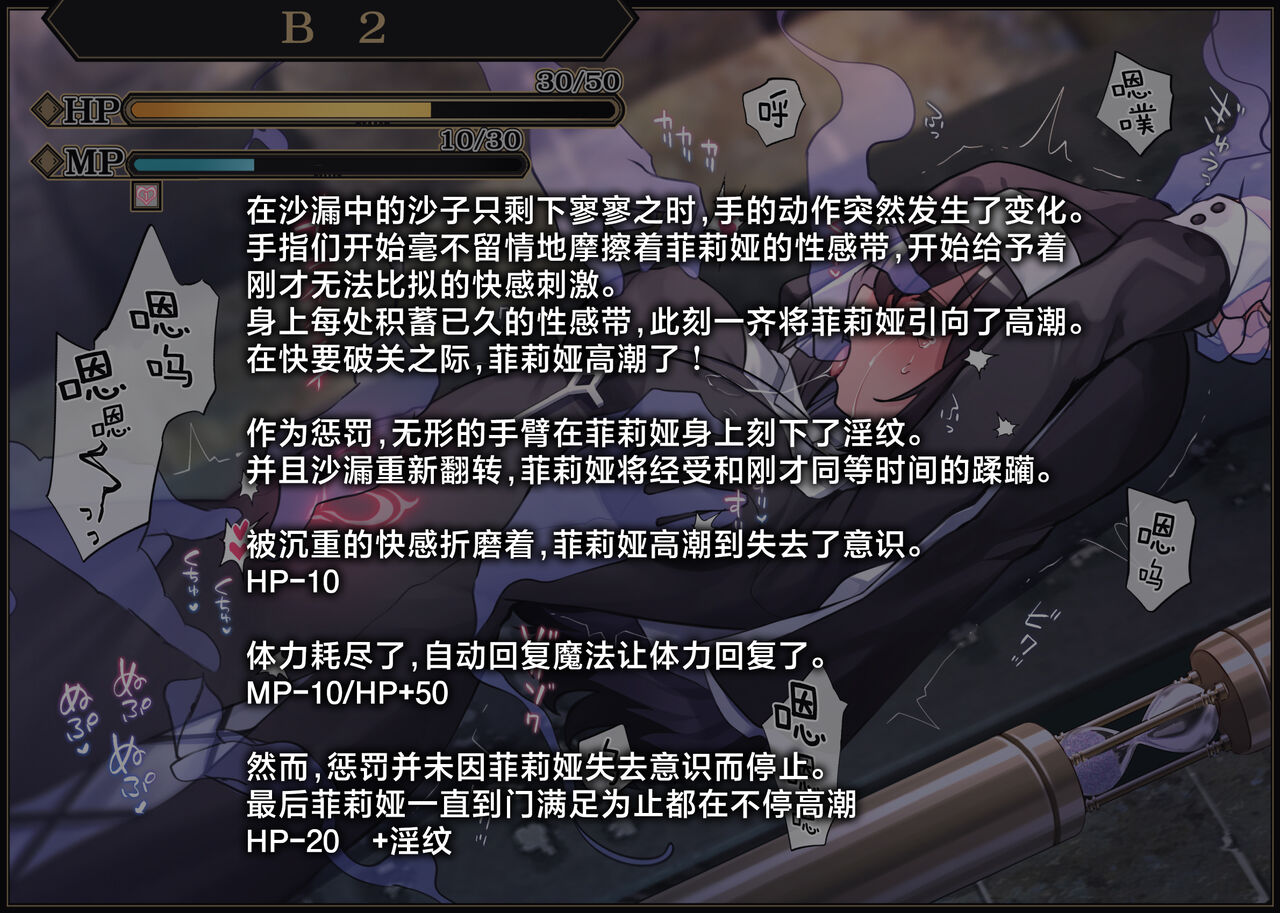 B 2
30/50
HP
10/30
MP
呼
嗯
噗
嗯
呜
嗯
嗯
在沙漏中的沙子只剩下寥寥之时,手的动作突然发生了变化。
手指们开始毫不留情地摩擦着菲莉娅的性感带,开始给予着
刚才无法比拟的快感刺激。
身上每处积蓄已久的性感带,此刻一齐将菲莉娅引向了高潮。
在快要破关之际,菲莉娅高潮了!
作为惩罚,无形的手臂在菲莉娅身上刻下了淫纹。
并且沙漏重新翻转,菲莉娅将经受和刚才同等时间的蹂躏。
被沉重的快感折磨着,菲莉娅高潮到失去了意识。
HP-10
体力耗尽了,自动回复魔法让体力回复了。
MP-10/HP+50
然而,惩罚并未因菲莉娅失去意识而停止。
最后菲莉娅一直到门满足为止都在不停高潮
HP-20 +淫纹
嗯
呜
嗯
くちゅ
くちゅ
ぬぷ
ぬぷ
ぬぷ